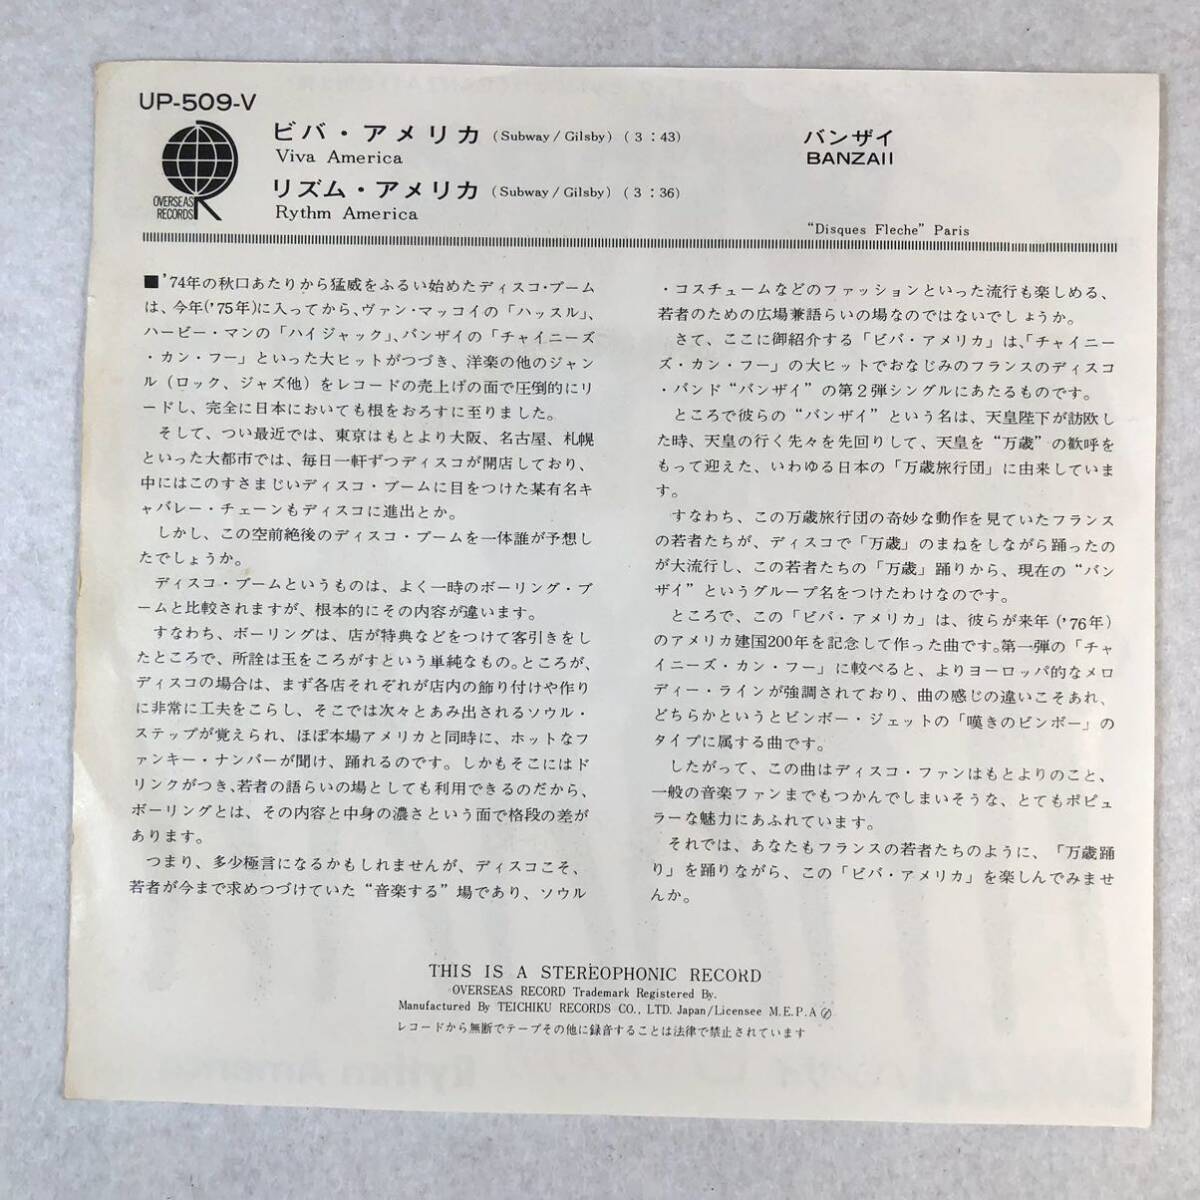 UP-509-V
OVERSEAS
RECORDS
ビバ・アメリカ (Subway/Gilsby) (3:43)
Viva America
リズム・アメリカ (Subway/Gilsby) (3:36)
Rythm America
バンザイ
BANZAII
“Disques Fleche” Paris
■'74年の秋口あたりから猛威をふるい始めたディスコ・ブーム
は、今年('75年)に入ってから、ヴァン・マッコイの「ハッスル」、
ハービー・マンの「ハイジャック」、バンザイの「チャイニーズ
・カン・フー」といった大ヒットがつづき、洋楽の他のジャン
ル（ロック、ジャズ他）をレコードの売上げの面で圧倒的にリ
ードし、完全に日本においても根をおろすに至りました。
そして、つい最近では、東京はもとより大阪、名古屋、札幌
といった大都市では、毎日一軒ずつディスコが開店しており、
中にはこのすさまじいディスコ・ブームに目をつけた某有名キ
ャバレー・チェーンもディスコに進出とか。
しかし、この空前絶後のディスコ・ブームを一体誰が予想し
たでしょうか。
ディスコ・ブームというものは、よく一時のボーリング・ブ
ームと比較されますが、根本的にその内容が違います。
すなわち、ボーリングは、店が特典などをつけて客引きをし
たところで、所詮は玉をころがすという単純なもの。ところが、
ディスコの場合は、まず各店それぞれが店内の飾り付けや作り
に非常に工夫をこらし、そこでは次々とあみ出されるソウル・
ステップが覚えられ、ほぼ本場アメリカと同時に、ホットなフ
ァンキー・ナンバーが聞け、踊れるのです。しかもそこにはド
リンクがつき、若者の語らいの場としても利用できるのだから、
ボーリングとは、その内容と中身の濃さという面で格段の差が
あります。
つまり、多少極言になるかもしれませんが、ディスコこそ、
若者が今まで求めつづけていた“音楽する”場であり、ソウル
・コスチュームなどのファッションといった流行も楽しめる、
若者のための広場兼語らいの場なのではないでしょうか。
さて、ここに御紹介する「ビバ・アメリカ」は、「チャイニー
ズ・カン・フー」の大ヒットでおなじみのフランスのディスコ
・バンド“バンザイ”の第2弾シングルにあたるものです。
ところで彼らの“バンザイ”という名は、天皇陛下が訪欧し
た時、天皇の行く先々を先回りして、天皇を“万歳”の歓呼を
もって迎えた、いわゆる日本の「万歳旅行団」に由来していま
す。
すなわち、この万歳旅行団の奇妙な動作を見ていたフランス
の若者たちが、ディスコで「万歳」のまねをしながら踊ったの
が大流行し、この若者たちの「万歳」踊りから、現在の“バン
ザイ”というグループ名をつけたわけなのです。
ところで、この「ビバ・アメリカ」は、彼らが来年('76年)
のアメリカ建国200年を記念して作った曲です。第一弾の「チャ
イニーズ・カン・フー」に較べると、よりヨーロッパ的なメロ
ディー・ラインが強調されており、曲の感じの違いこそあれ、
どちらかというとビンボー・ジェットの「嘆きのビンボー」の
タイプに属する曲です。
したがって、この曲はディスコ・ファンはもとよりのこと、
一般の音楽ファンまでもつかんでしまいそうな、とてもポピュ
ラーな魅力にあふれています。
それでは、あなたもフランスの若者たちのように、「万歳踊
り」を踊りながら、この「ビバ・アメリカ」を楽しんでみませ
んか。
THIS IS A STEREOPHONIC RECORD
OVERSEAS RECORD Trademark Registered By.
Manufactured By TEICHIKU RECORDS CO., LTD. Japan/Licensee M.E.P.A
レコードから無断でテープその他に録音することは法律で禁止されています